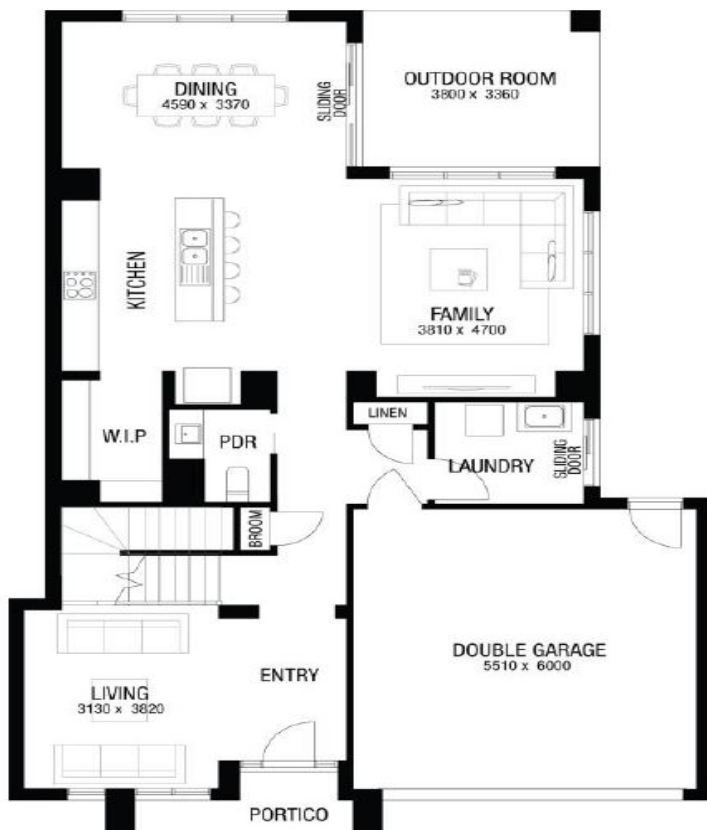 DINING
4590 x 3370
SLIDING DOOR
OUTDOOR ROOM
3800 x 3360
KITCHEN
FAMILY
3810 x 4700
W.I.P
PDR
LINEN
LAUNDRY
SLIDING DOOR
BROOM
LIVING
3130 x 3820
ENTRY
DOUBLE GARAGE
5510 x 6000
PORTICO